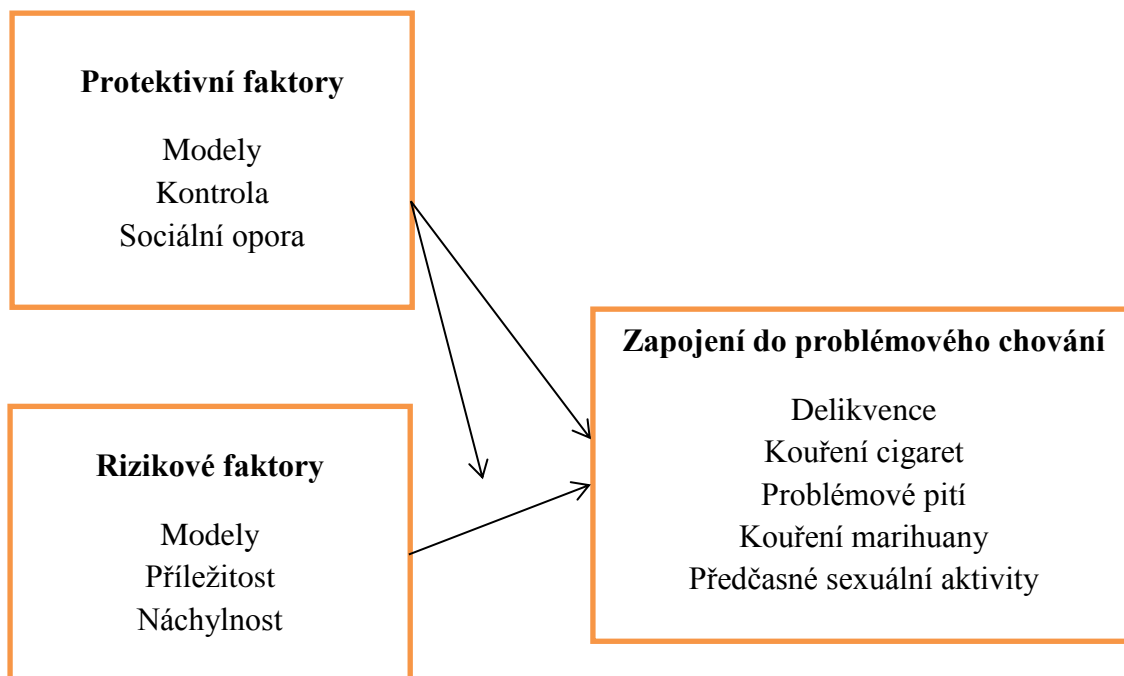 Protektivní faktory
Modely
Kontrola
Sociální opora
Rizikové faktory
Modely
Příležitost
Náchylnost
Zapojení do problémového chování
Delikvence
Kouření cigaret
Problémové pití
Kouření marihuany
Předčasné sexuální aktivity